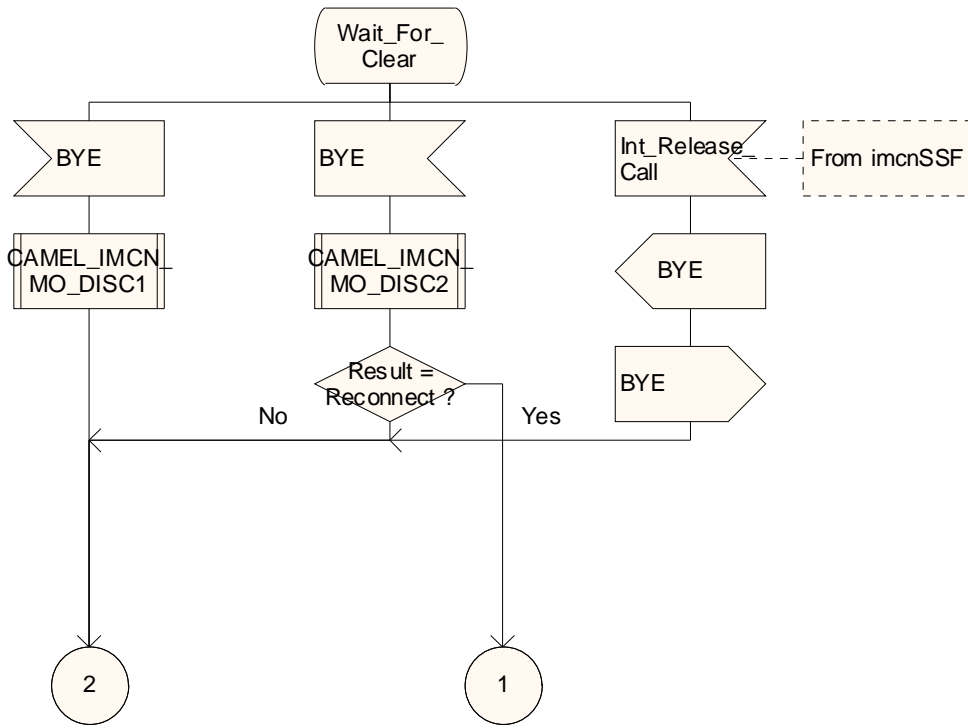 Wait_For_
Clear
BYE
BYE
Int_Release_
Call
From imcnSSF
CAMEL_IMCN_
MO_DISC1
CAMEL_IMCN_
MO_DISC2
BYE
Result =
Reconnect ?
BYE
No
Yes
2
1